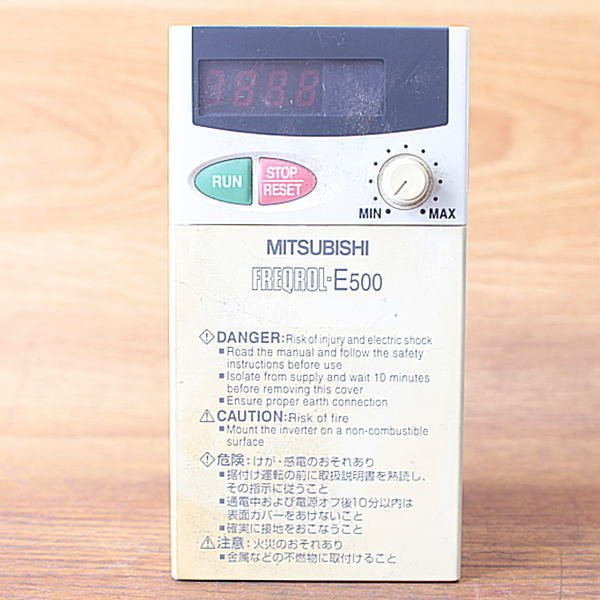 RUN
STOP
RESET
MIN MAX
MITSUBISHI
FREQROL-E500
DANGER: Risk of injury and electric shock
■ Read the manual and follow the safety
instructions before use
■ Isolate from supply and wait 10 minutes
before removing this cover
■ Ensure proper earth connection
CAUTION: Risk of fire
■ Mount the inverter on a non-combustible
surface
危険：けが・感電のおそれあり
■ 据付け運転の前に取扱説明書を熟読し、
その指示に従うこと
■ 通電中および電源オフ後10分以内は
表面カバーをあけないこと
■ 確実に接地をおこなうこと
注意：火災のおそれあり
■ 金属などの不燃物に取付けること